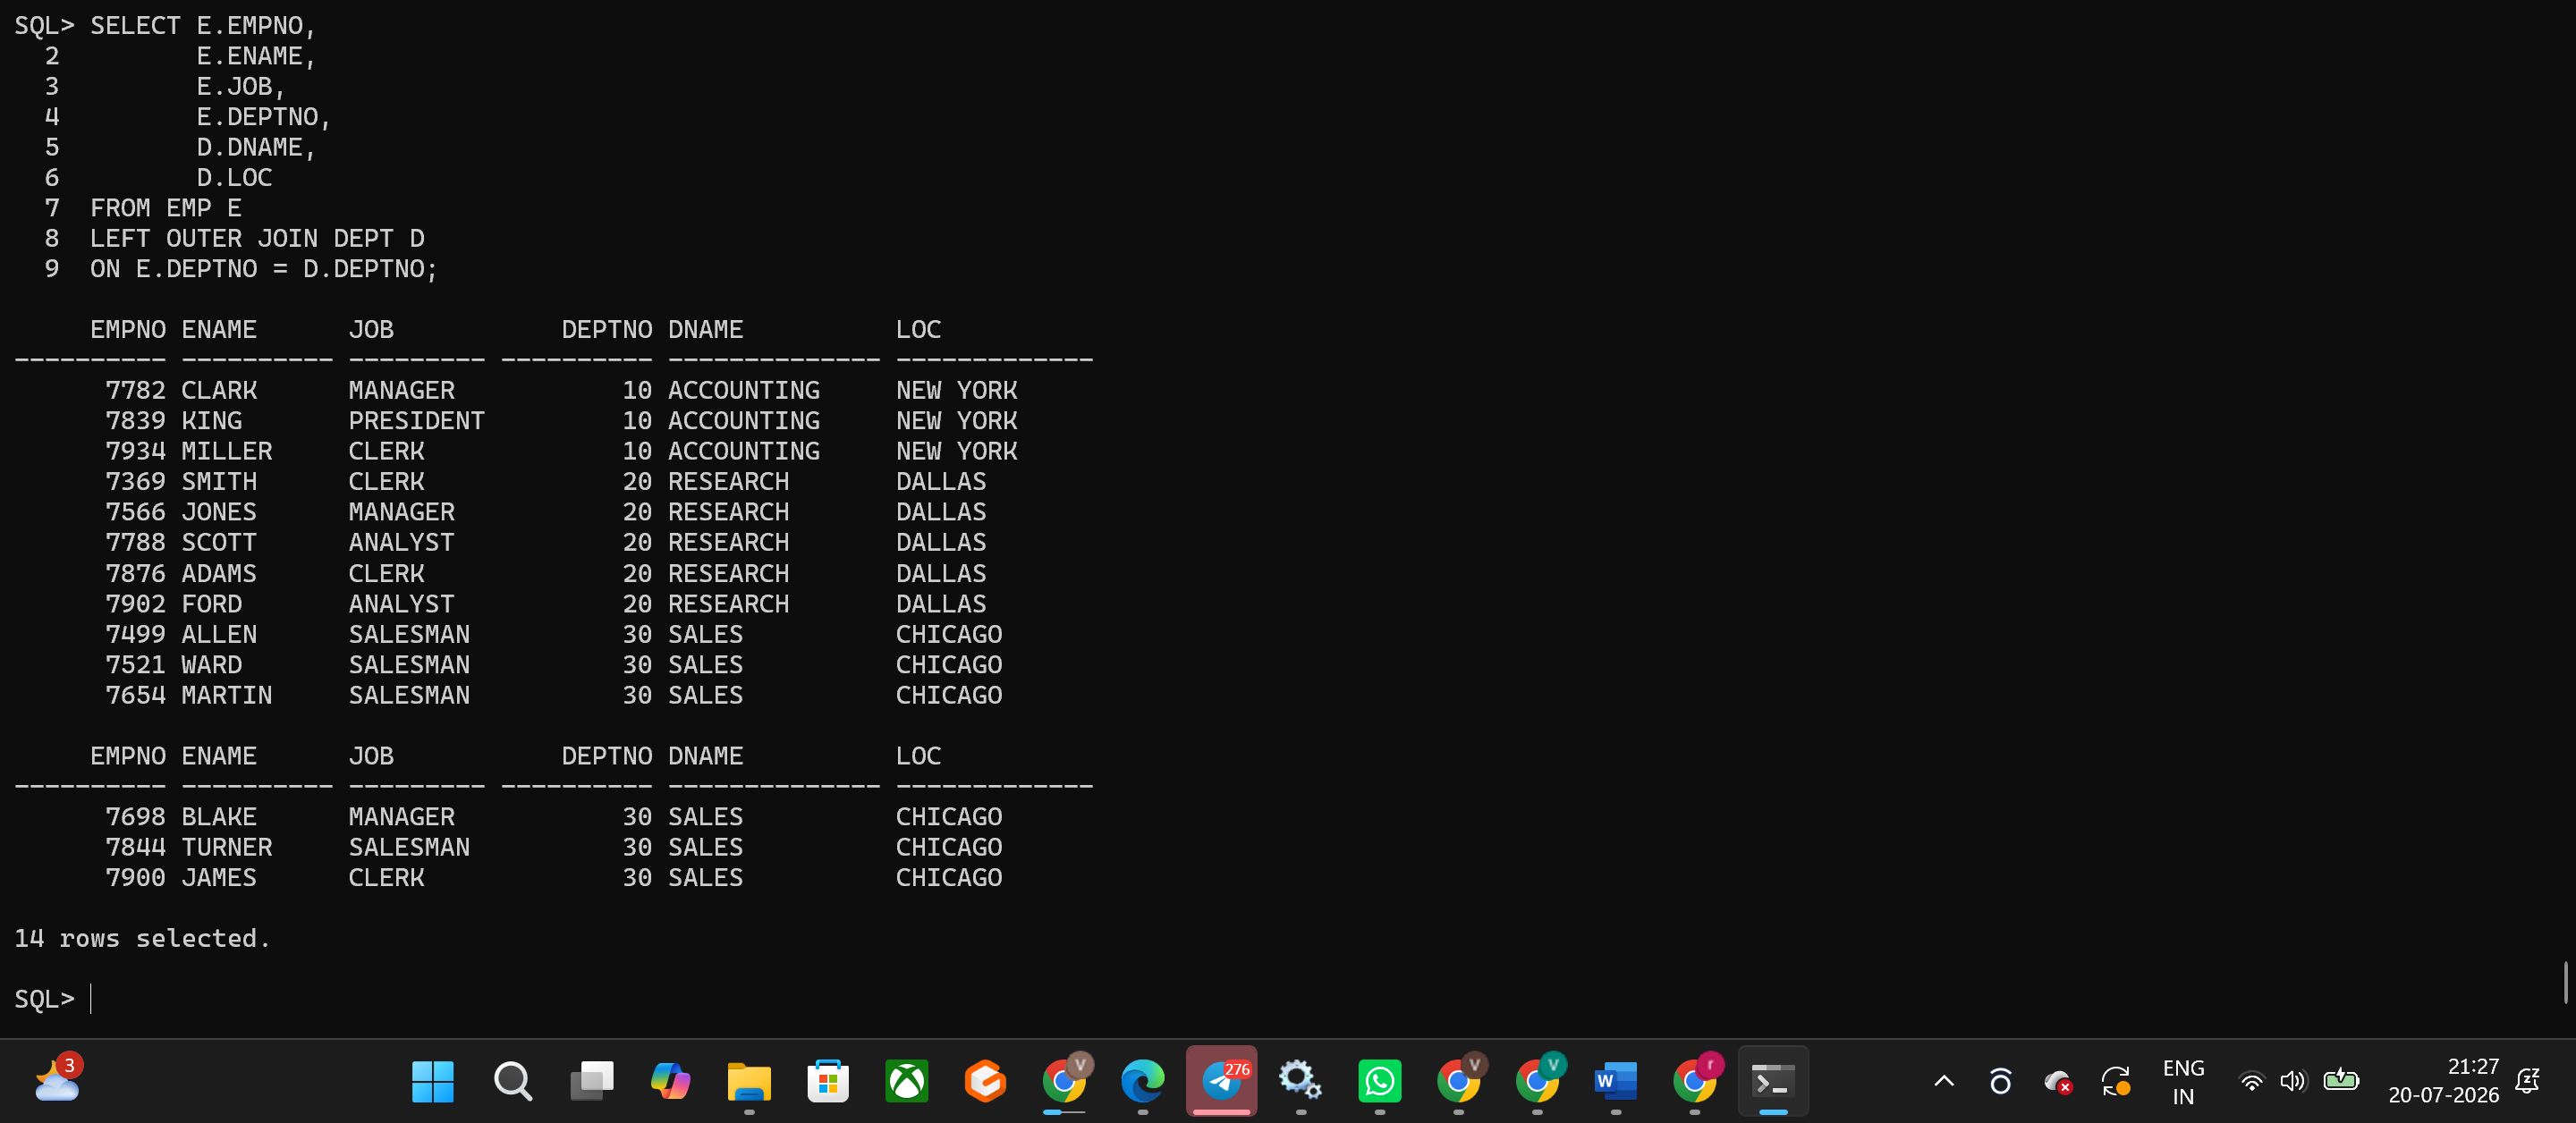 SQL> SELECT E.EMPNO,
  2         E.ENAME,
  3         E.JOB,
  4         E.DEPTNO,
  5         D.DNAME,
  6         D.LOC
  7  FROM EMP E
  8  LEFT OUTER JOIN DEPT D
  9  ON E.DEPTNO = D.DEPTNO;

     EMPNO ENAME      JOB           DEPTNO DNAME          LOC
---------- ---------- --------- ---------- -------------- -------------
      7782 CLARK      MANAGER           10 ACCOUNTING     NEW YORK
      7839 KING       PRESIDENT         10 ACCOUNTING     NEW YORK
      7934 MILLER     CLERK             10 ACCOUNTING     NEW YORK
      7369 SMITH      CLERK             20 RESEARCH       DALLAS
      7566 JONES      MANAGER           20 RESEARCH       DALLAS
      7788 SCOTT      ANALYST           20 RESEARCH       DALLAS
      7876 ADAMS      CLERK             20 RESEARCH       DALLAS
      7902 FORD       ANALYST           20 RESEARCH       DALLAS
      7499 ALLEN      SALESMAN          30 SALES          CHICAGO
      7521 WARD       SALESMAN          30 SALES          CHICAGO
      7654 MARTIN     SALESMAN          30 SALES          CHICAGO

     EMPNO ENAME      JOB           DEPTNO DNAME          LOC
---------- ---------- --------- ---------- -------------- -------------
      7698 BLAKE      MANAGER           30 SALES          CHICAGO
      7844 TURNER     SALESMAN          30 SALES          CHICAGO
      7900 JAMES      CLERK             30 SALES          CHICAGO

14 rows selected.

SQL>
3
V
276
V
V
W
r
ENG
IN
21:27
20-07-2026